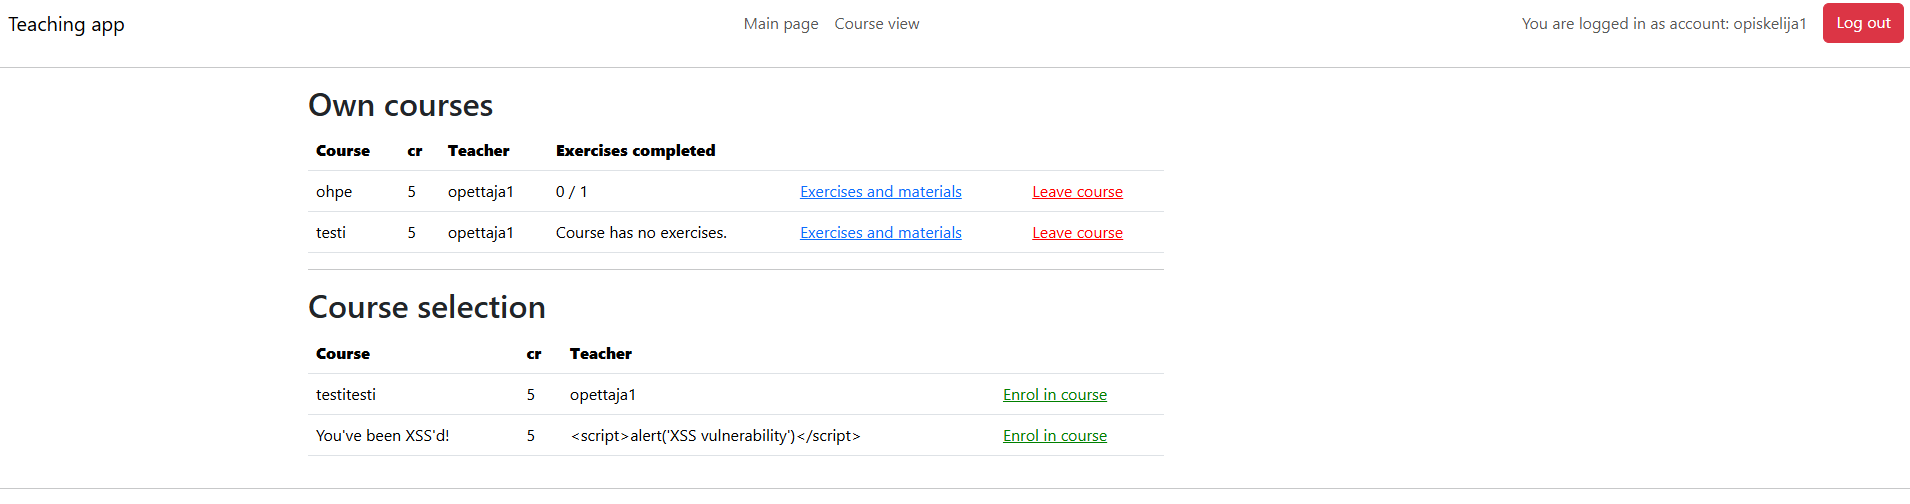 Teaching app Main page Course view You are logged in as account: opiskelija1 Log out
Own courses
Course cr Teacher Exercises completed
ohpe 5 opettaja1 0 / 1 Exercises and materials Leave course
testi 5 opettaja1 Course has no exercises. Exercises and materials Leave course
Course selection
Course cr Teacher
testitesti 5 opettaja1 Enrol in course
You've been XSS'd! 5 <script>alert('XSS vulnerability')</script> Enrol in course